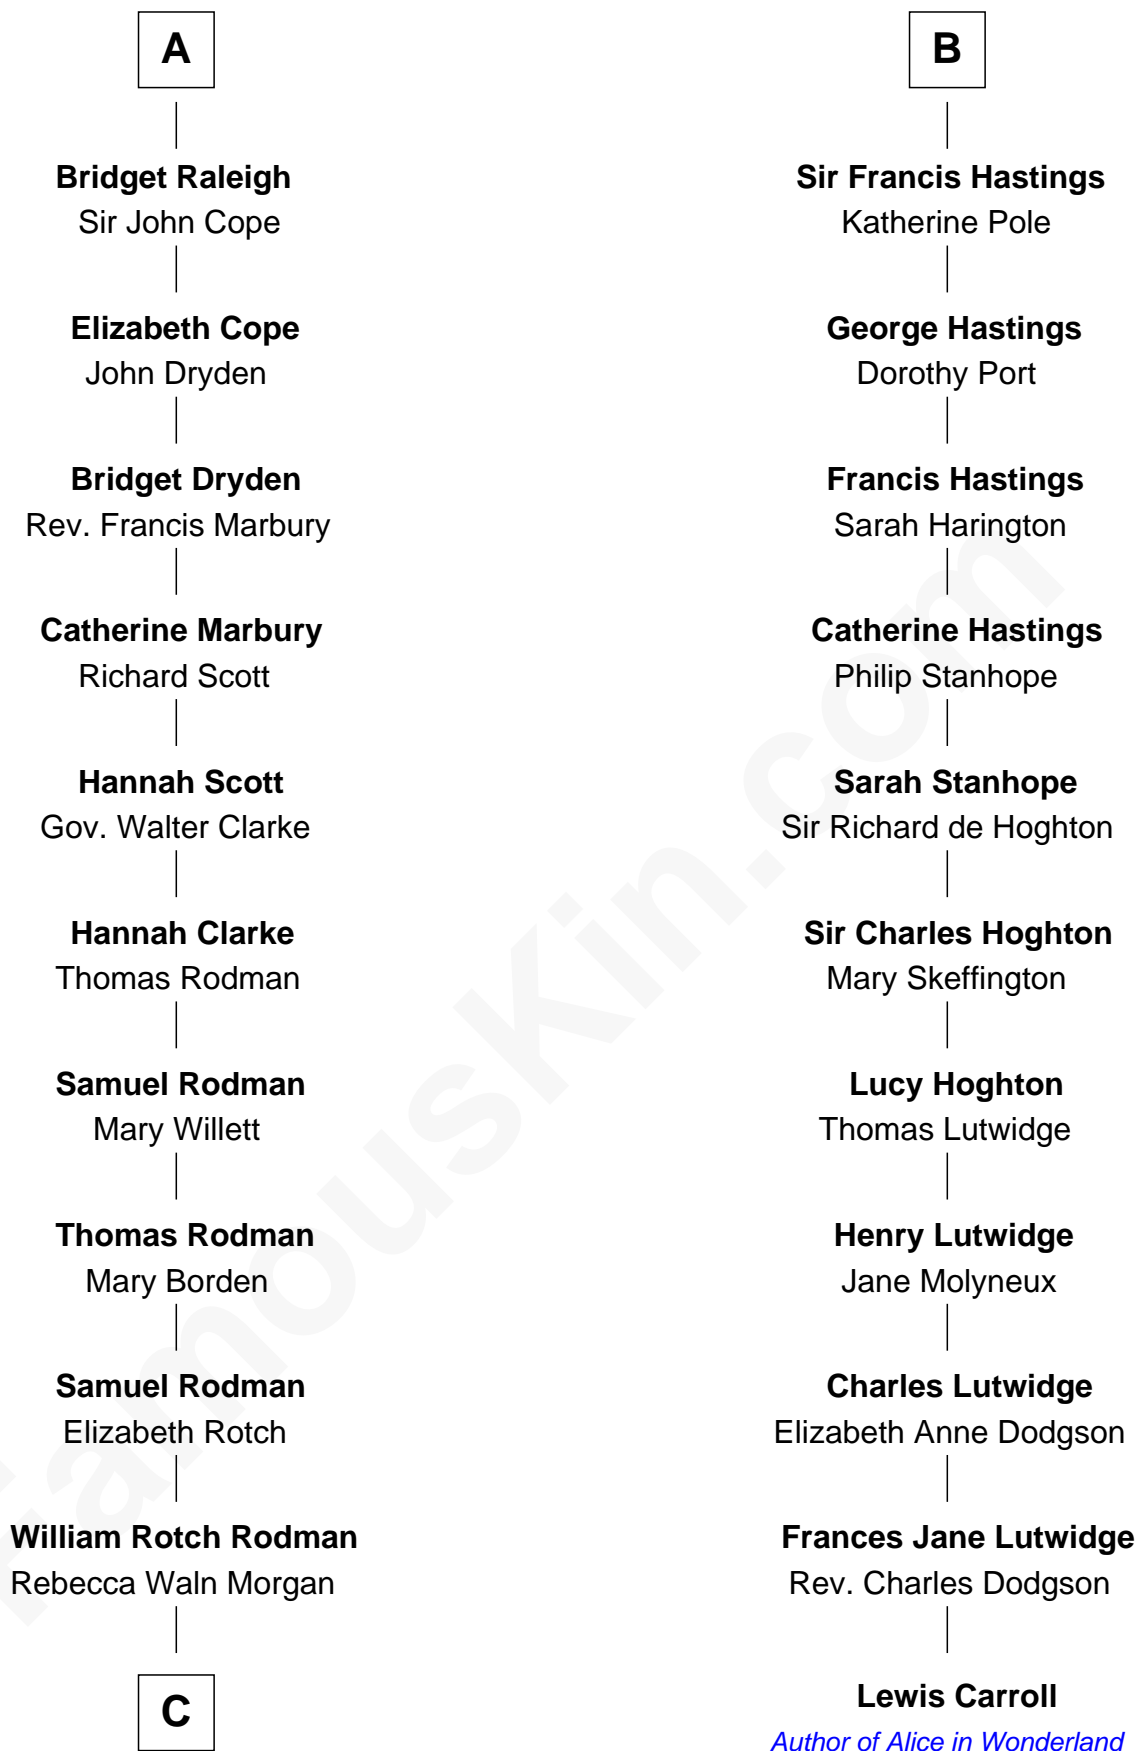 A
Bridget Raleigh
Sir John Cope
Elizabeth Cope
John Dryden
Bridget Dryden
Rev. Francis Marbury
Catherine Marbury
Richard Scott
Hannah Scott
Gov. Walter Clarke
Hannah Clarke
Thomas Rodman
Samuel Rodman
Mary Willett
Thomas Rodman
Mary Borden
Samuel Rodman
Elizabeth Rotch
William Rotch Rodman
Rebecca Waln Morgan
C
B
Sir Francis Hastings
Katherine Pole
George Hastings
Dorothy Port
Francis Hastings
Sarah Harington
Catherine Hastings
Philip Stanhope
Sarah Stanhope
Sir Richard de Hoghton
Sir Charles Hoghton
Mary Skeffington
Lucy Hoghton
Thomas Lutwidge
Henry Lutwidge
Jane Molyneux
Charles Lutwidge
Elizabeth Anne Dodgson
Frances Jane Lutwidge
Rev. Charles Dodgson
Lewis Carroll
Author of Alice in Wonderland
FamousKin.com